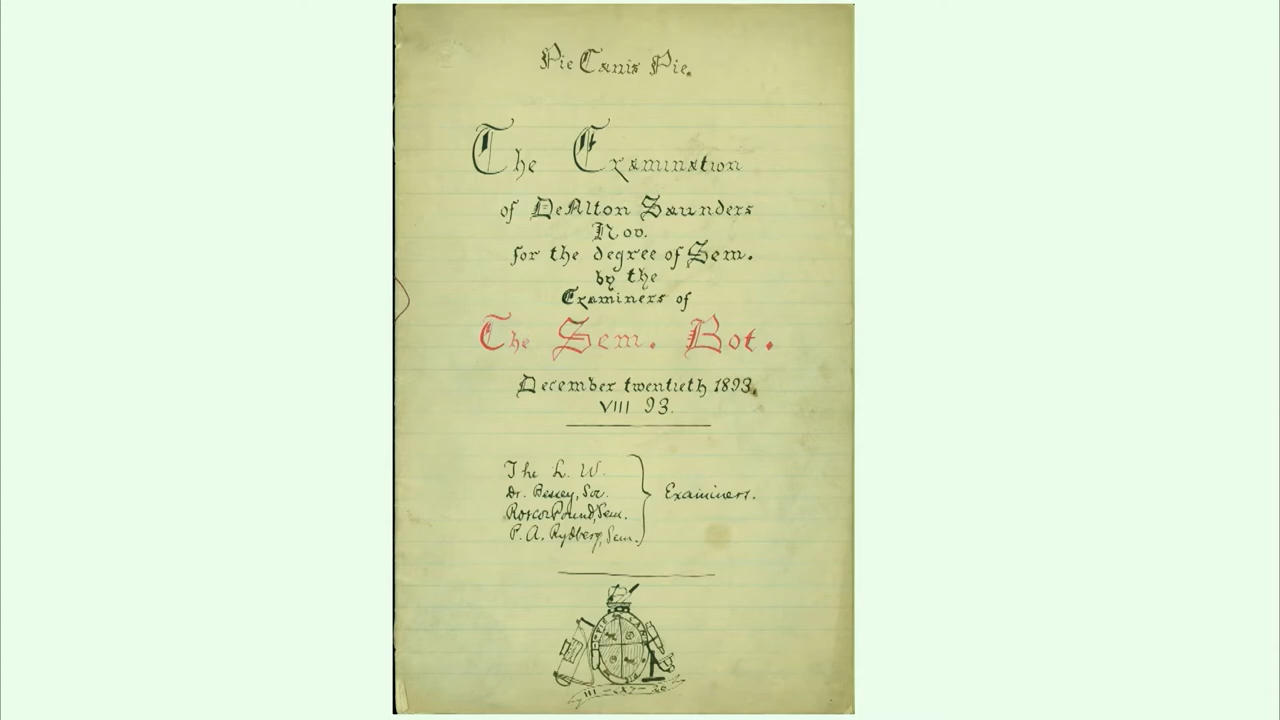 Pie Canis Pie.
The Examination
of DeAlton Saunders
Nov.
for the degree of Sem.
by the
Examiners of
The Sem. Bot.
December twentieth 1893.
VIII 93.
The L. W.
Dr. Bessey, Sor.
Roscoe Pound, Sem.
P. A. Rydberg, Sem.
Examiners.